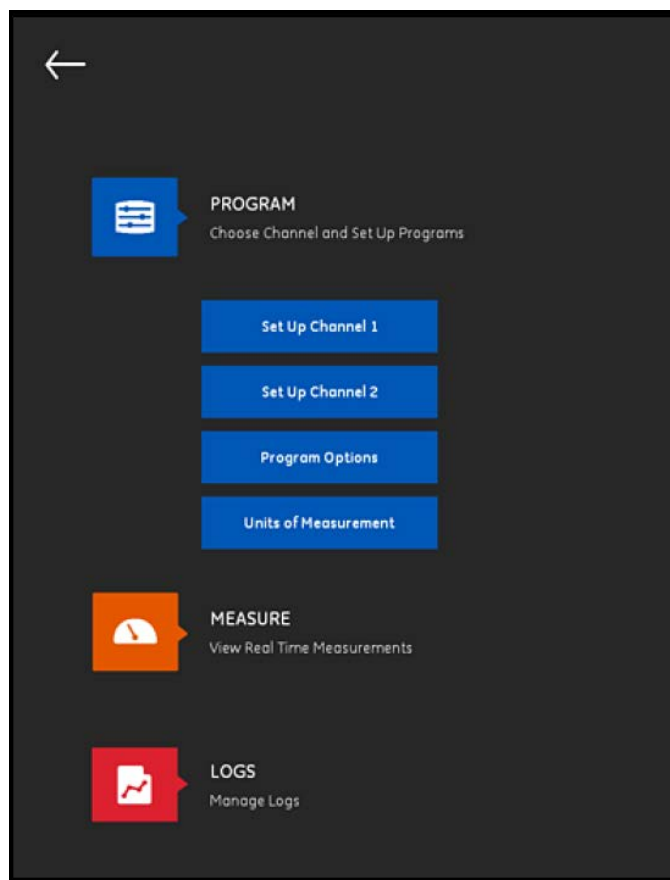 PROGRAM
Choose Channel and Set Up Programs
Set Up Channel 1
Set Up Channel 2
Program Options
Units of Measurement
MEASURE
View Real Time Measurements
LOGS
Manage Logs